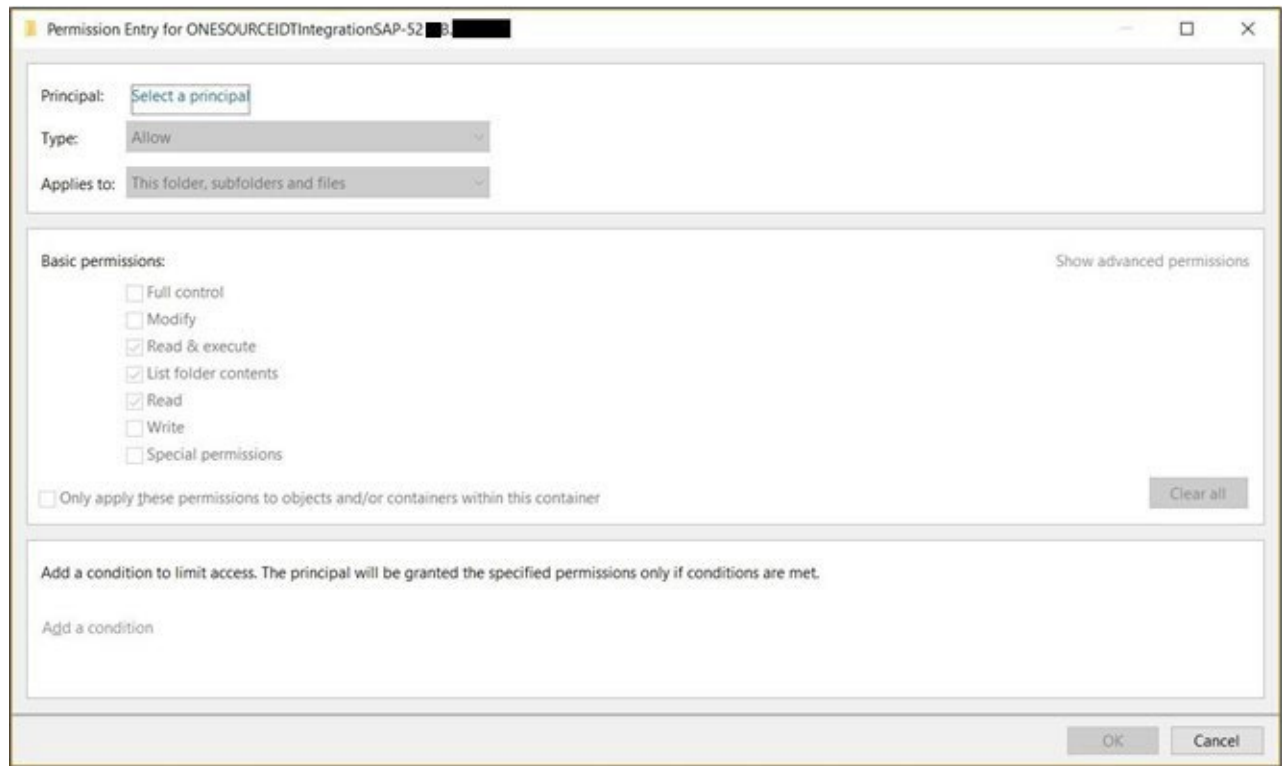 Permission Entry for ONESOURCEIDTIntegrationSAP-52 B.
Principal: Select a principal
Type: Allow
Applies to: This folder, subfolders and files
Basic permissions: Show advanced permissions
Full control
Modify
Read & execute
List folder contents
Read
Write
Special permissions
Only apply these permissions to objects and/or containers within this container
Clear all
Add a condition to limit access. The principal will be granted the specified permissions only if conditions are met.
Add a condition
OK Cancel